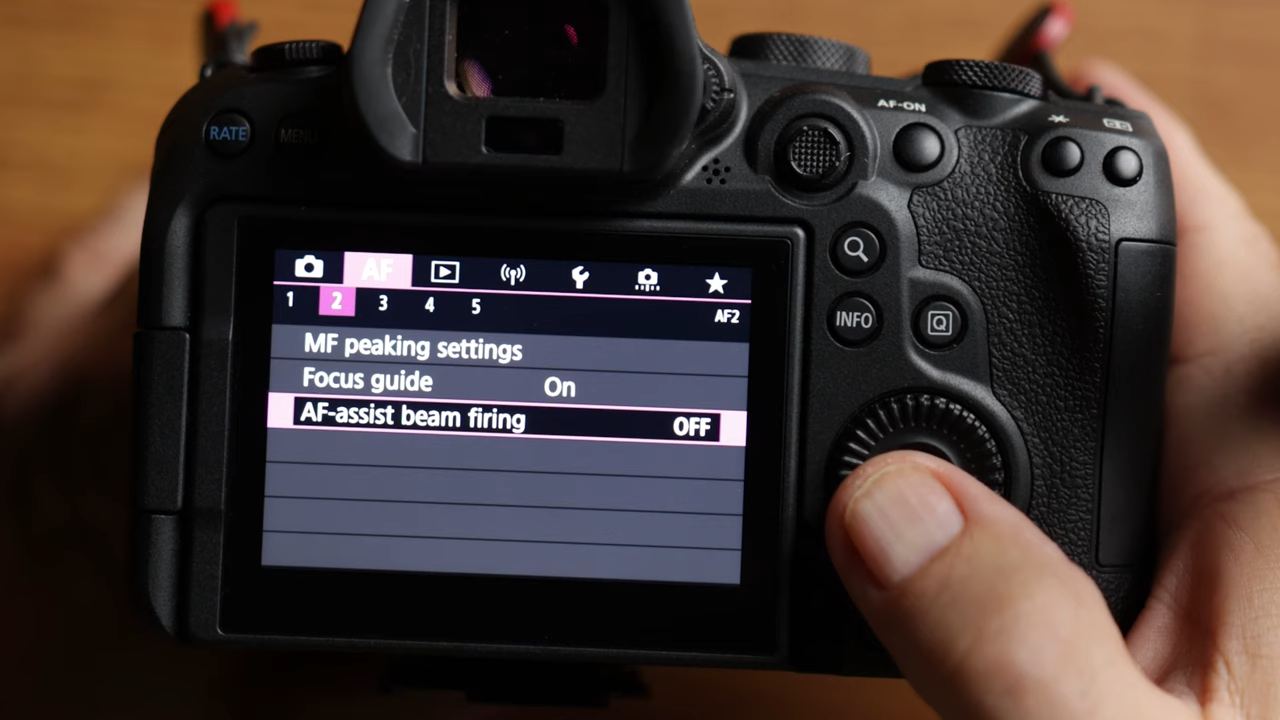 RATE
MENU
AF-ON
AF
1 2 3 4 5
AF2
MF peaking settings
Focus guide On
AF-assist beam firing OFF
INFO
Q